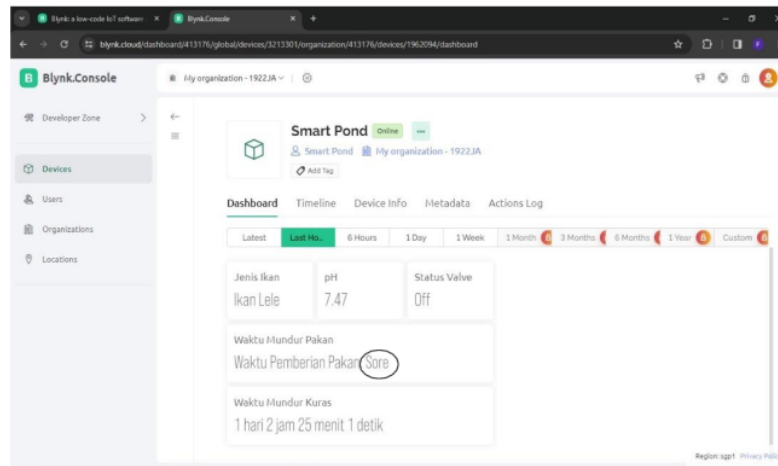 Blynk: a low-code IoT software
Blynk.Console
blynk.cloud/dashboard/413176/global/devices/3213301/organization/413176/devices/1962094/dashboard
Blynk.Console
My organization - 1922JA
Developer Zone
Devices
Users
Organizations
Locations
Smart Pond Online
Smart Pond My organization - 1922JA
Add Tag
Dashboard Timeline Device Info Metadata Actions Log
Latest Last Ho... 6 Hours 1 Day 1 Week 1 Month 3 Months 6 Months 1 Year Custom
Jenis Ikan pH Status Valve
Ikan Lele 7.47 Off
Waktu Mundur Pakan
Waktu Pemberian Pakan Sore
Waktu Mundur Kuras
1 hari 2 jam 25 menit 1 detik
Region: sgp1 Privacy Polic